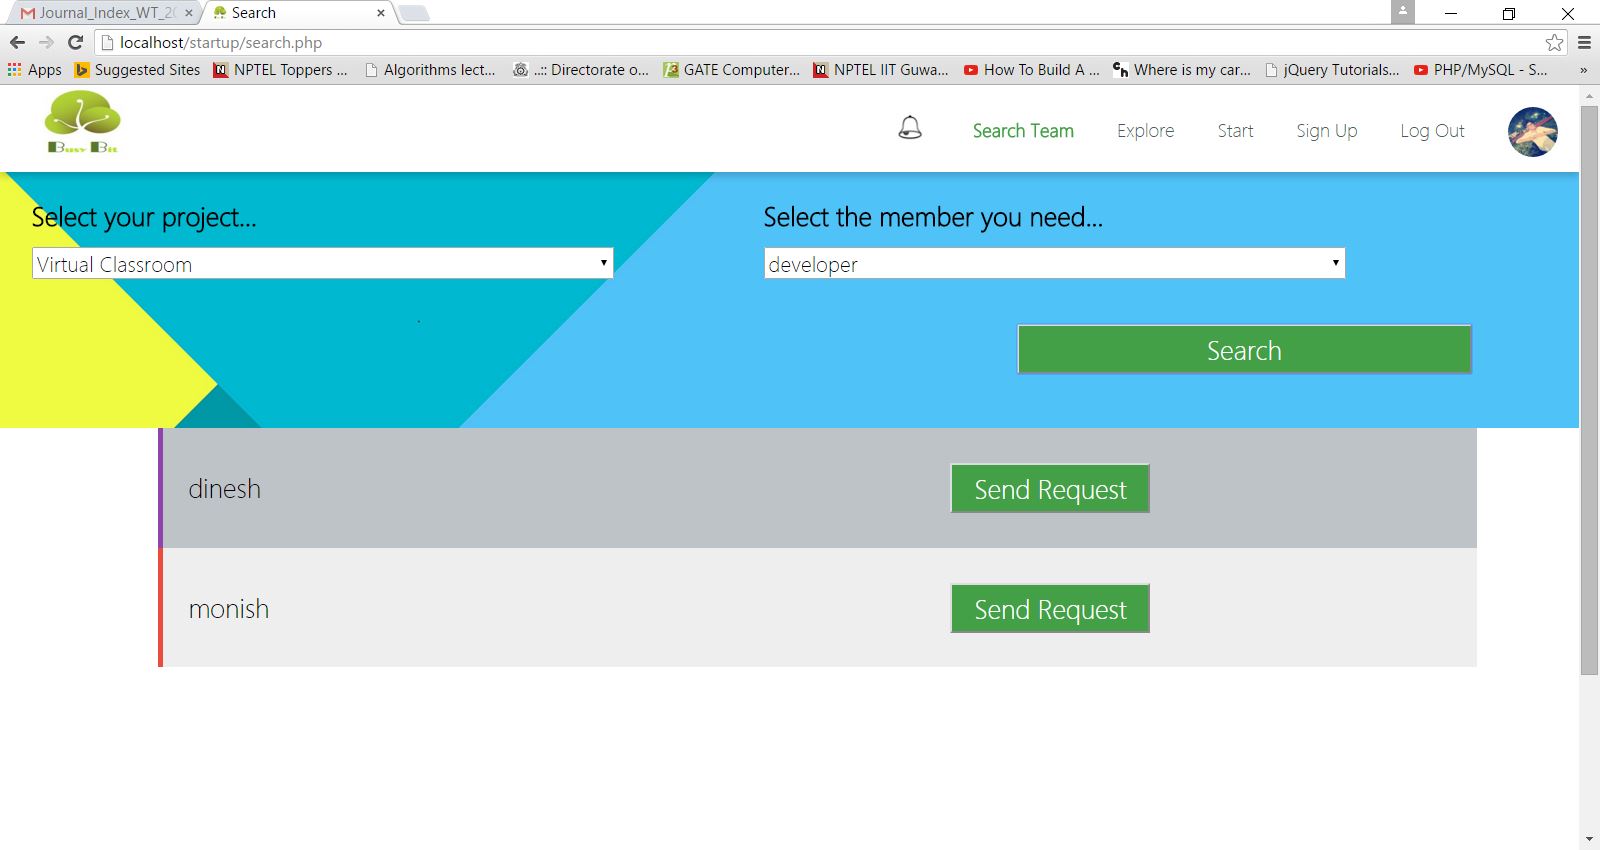 Journal_Index_WT_20
Search
localhost/startup/search.php
Apps
Suggested Sites
NPTEL Toppers ...
Algorithms lect...
..:: Directorate o...
GATE Computer...
NPTEL IIT Guwa...
How To Build A ...
Where is my car...
jQuery Tutorials...
PHP/MySQL - S...
»
Busy Bit
Search Team
Explore
Start
Sign Up
Log Out
Select your project...
Select the member you need...
Virtual Classroom
developer
Search
dinesh
Send Request
monish
Send Request